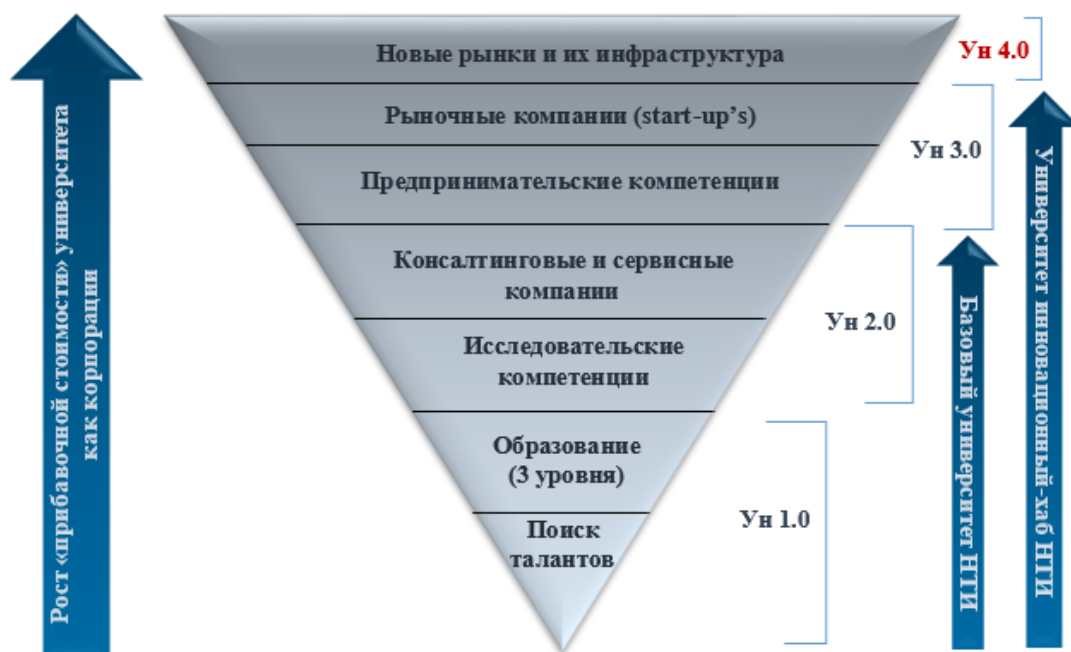 Новые рынки и их инфраструктура
Ун 4.0
Рыночные компании (start-up’s)
Ун 3.0
Предпринимательские компетенции
Консалтинговые и сервисные
компании
Ун 2.0
Исследовательские
компетенции
Образование
(3 уровня)
Ун 1.0
Поиск
талантов
Рост «прибавочной стоимости» университета
как корпорации
Базовый университет НТИ
Университет инновационный-хаб НТИ